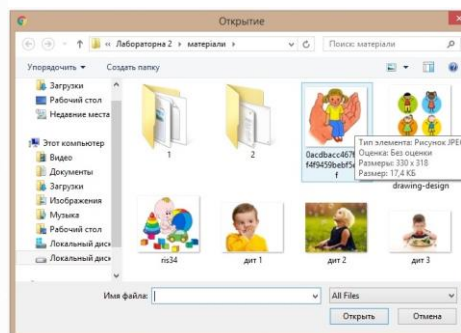 Открытие
Лабораторна 2 › матеріали ›
Поиск: матеріали
Упорядочить
Создать папку
Загрузки
Рабочий стол
Недавние места
Этот компьютер
Видео
Документы
Загрузки
Изображения
Музыка
Рабочий стол
Локальный диск
Локальный диск
1
2
drawing-design
Тип элемента: Рисунок JPEG
Оценка: Без оценки
Размеры: 330 x 318
Размер: 17,4 КБ
ris34
дит 1
дит 2
дит 3
Имя файла:
All Files
Открыть
Отмена